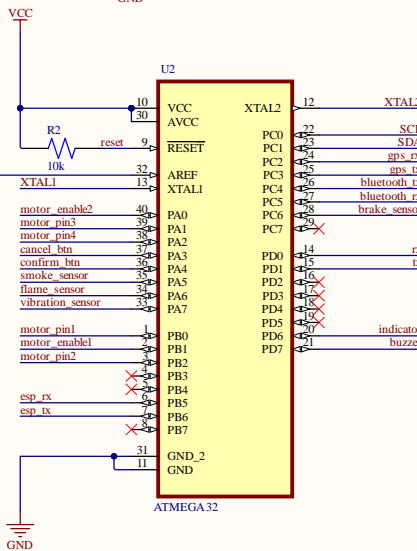 GND
VCC
U2
10 VCC XTAL2 12 XTAL2
30 AVCC
R2 reset 9 RESET PC0 22 SCL
10k PC1 23 SDA
PC2 24 gps_rx
32 AREF PC3 25 gps_tx
XTAL1 13 XTAL1 PC4 26 bluetooth_tx
PC5 27 bluetooth_rx
motor_enable2 40 PA0 PC6 28 brake_sensor
motor_pin3 39 PA1 PC7 29
motor_pin4 38 PA2
cancel_btn 37 PA3 PD0 14 r
confirm_btn 36 PA4 PD1 15 t
smoke_sensor 35 PA5 PD2 16
flame_sensor 34 PA6 PD3 17
vibration_sensor 33 PA7 PD4 18
PD5 19
motor_pin1 1 PB0 PD6 20 indicato
motor_enable1 2 PB1 PD7 21 buzze
motor_pin2 3 PB2
4 PB3
5 PB4
esp_rx 6 PB5
esp_tx 7 PB6
8 PB7
31 GND_2
11 GND
ATMEGA32
GND